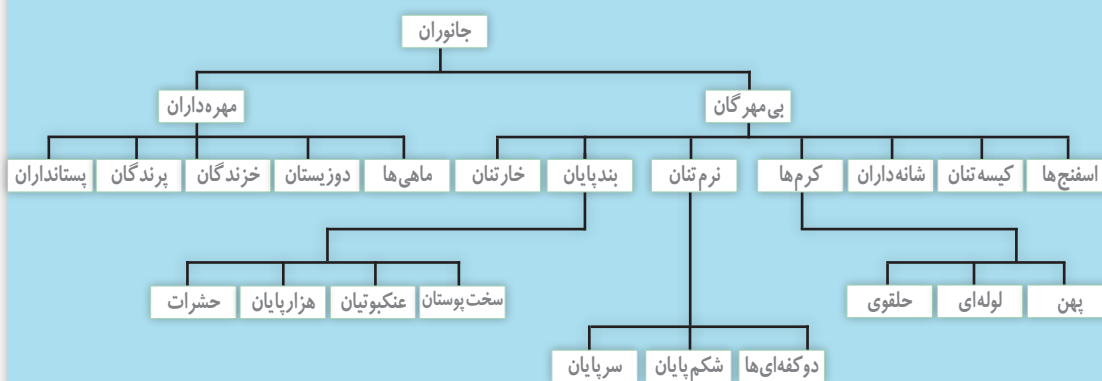 جانوران
بی‌مهرگان
مهره‌داران
اسفنج‌ها
کیسه‌تنان
شانه‌داران
کرم‌ها
نرم‌تنان
بندپایان
خارتنان
ماهی‌ها
دوزیستان
خزندگان
پرندگان
پستانداران
پهن
لوله‌ای
حلقوی
سخت‌پوستان
عنکبوتیان
هزارپایان
حشرات
دوکفه‌ای‌ها
شکم‌پایان
سرپایان